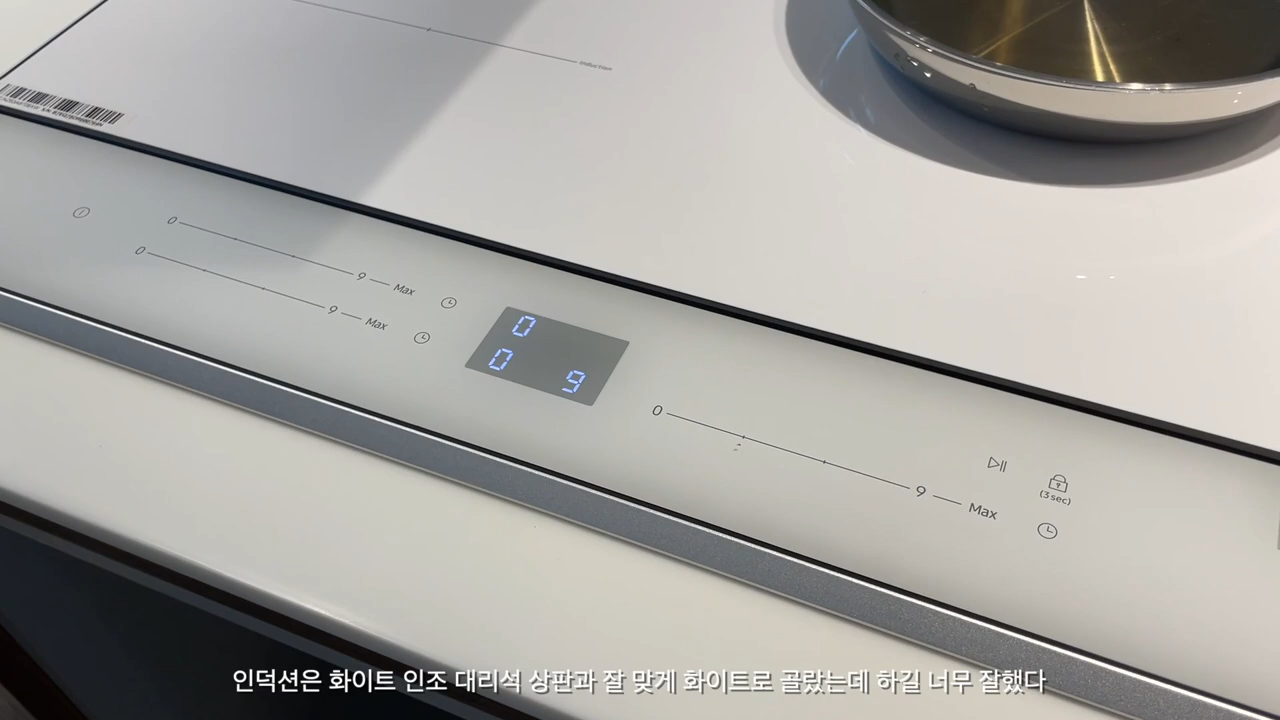 Induction
0 9 Max
0 9 Max
0
0 9
0 9 Max
(3sec)
인덕션은 화이트 인조 대리석 상판과 잘 맞게 화이트로 골랐는데 하길 너무 잘했다